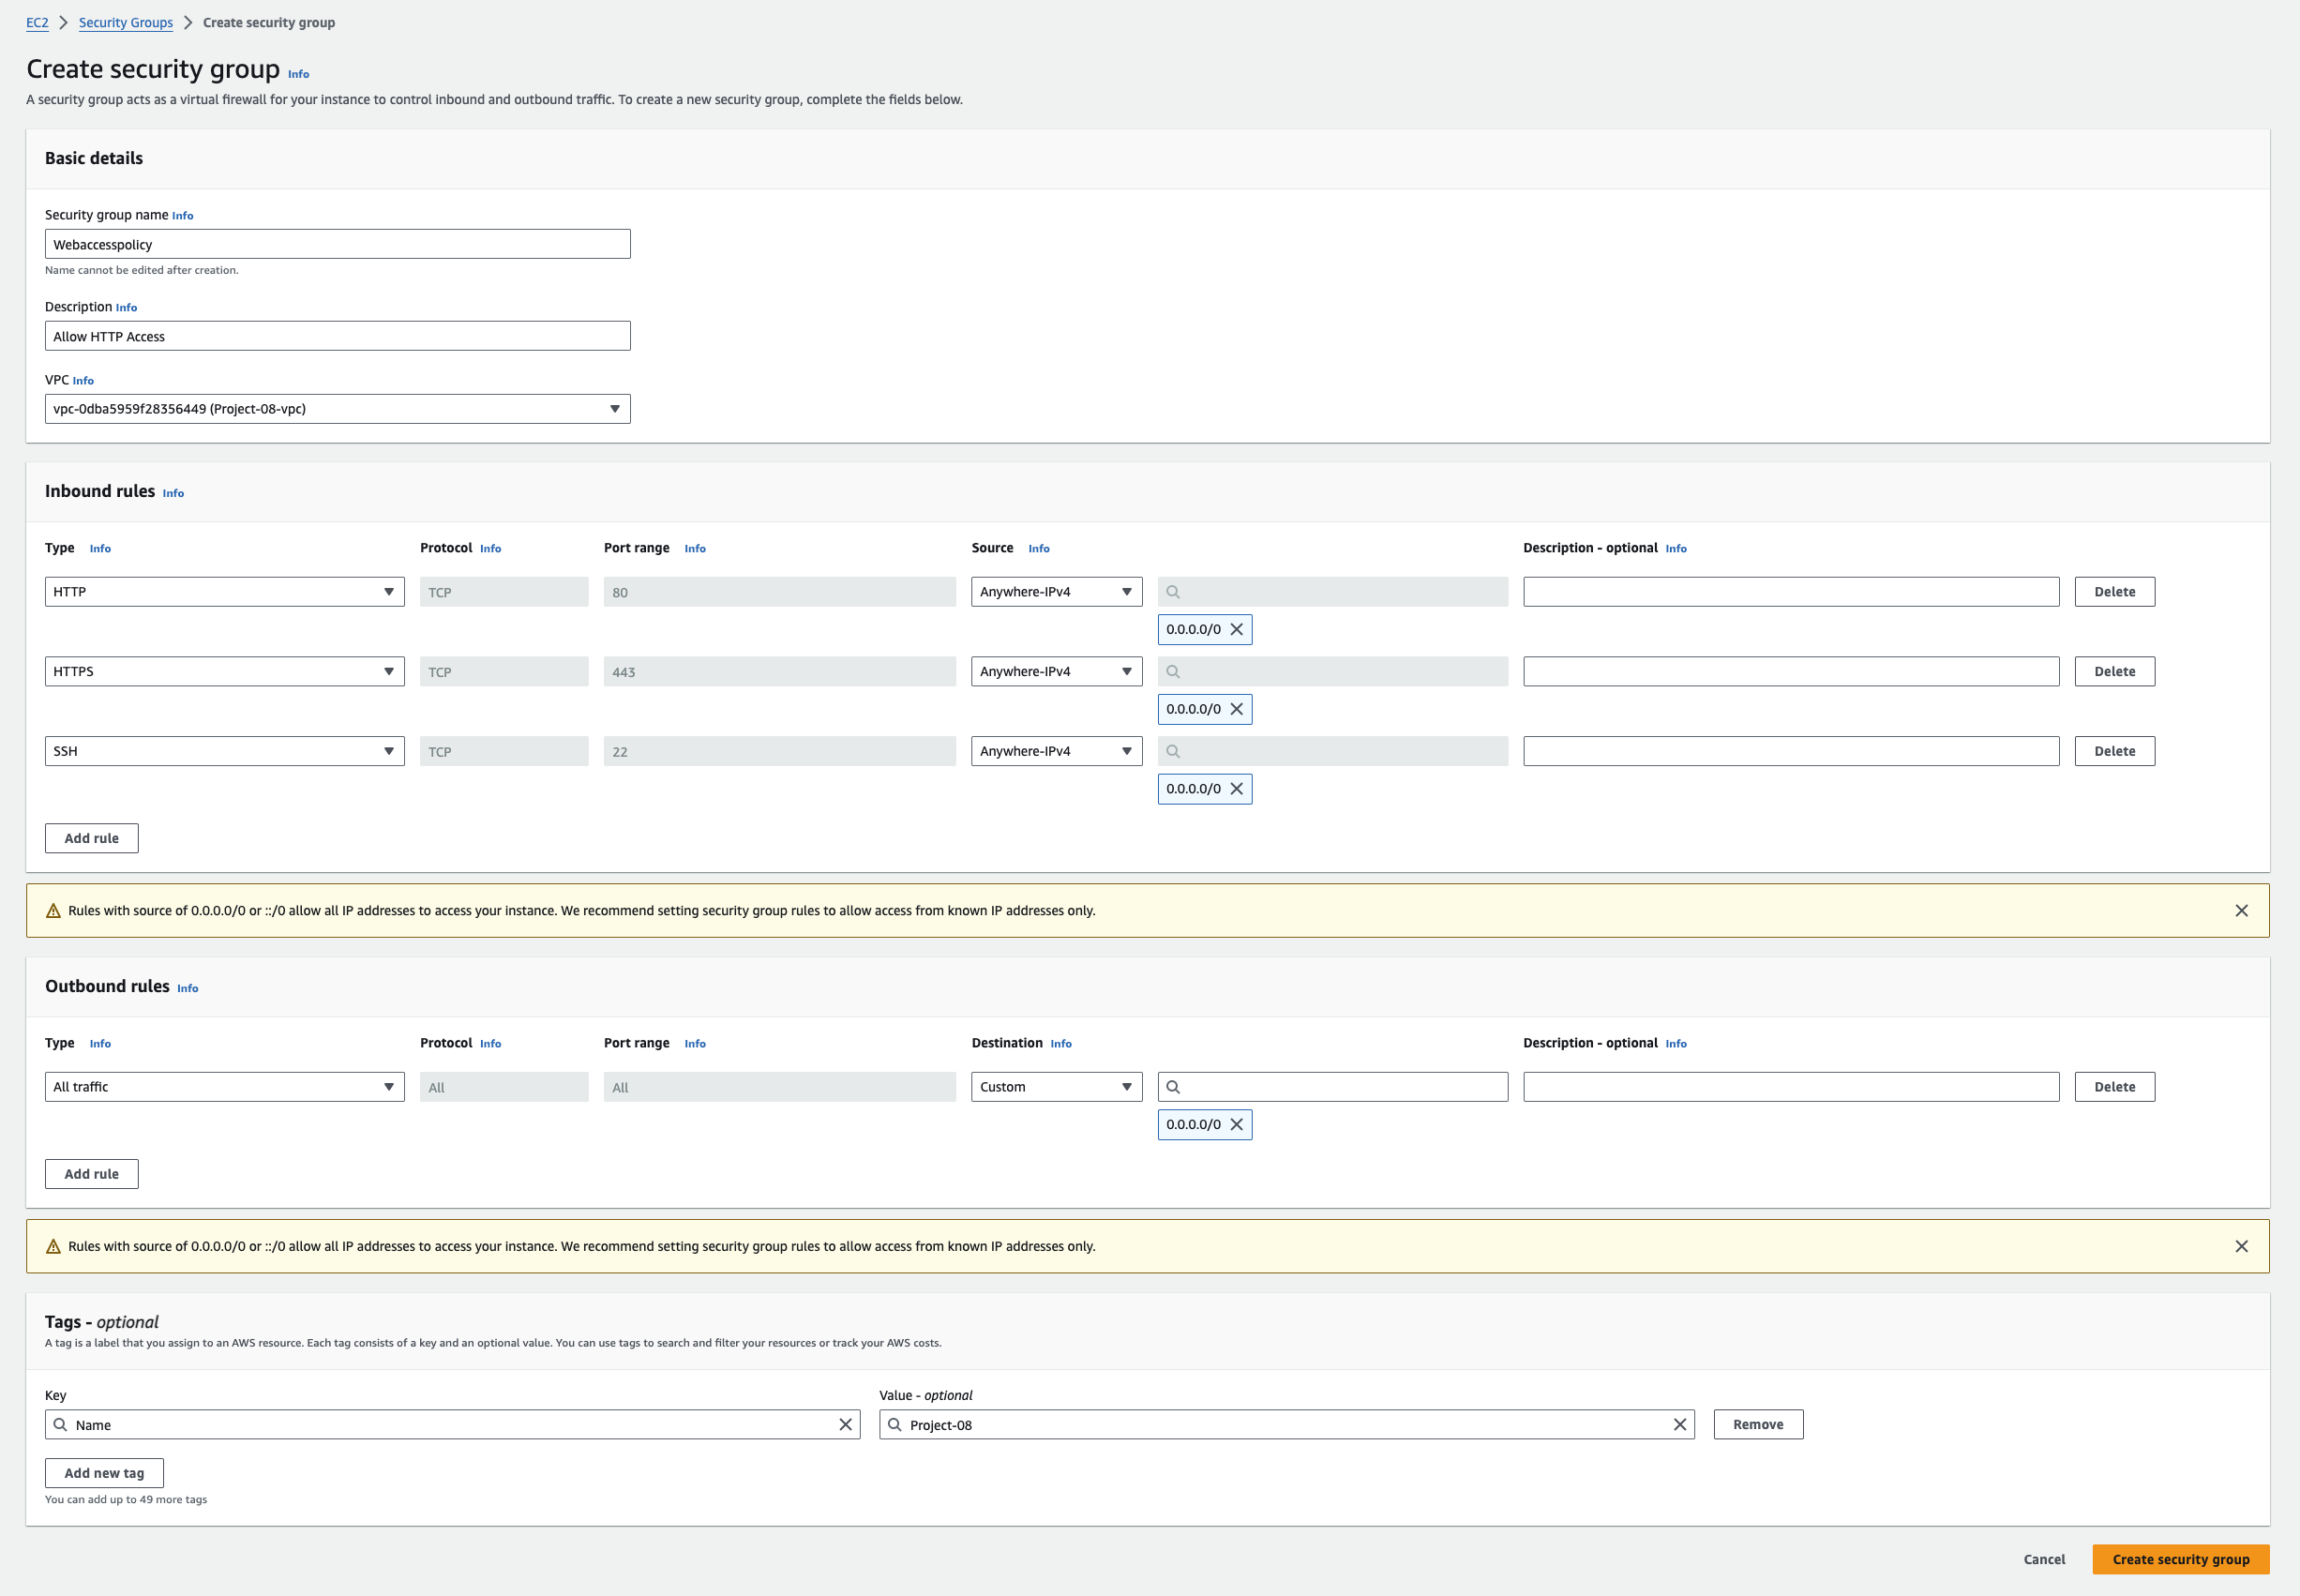 EC2 > Security Groups > Create security group
Create security group Info
A security group acts as a virtual firewall for your instance to control inbound and outbound traffic. To create a new security group, complete the fields below.
Basic details
Security group name Info
Webaccesspolicy
Name cannot be edited after creation.
Description Info
Allow HTTP Access
VPC Info
vpc-0dba5959f28356449 (Project-08-vpc)
Inbound rules Info
Type Info Protocol Info Port range Info Source Info Description - optional Info
HTTP TCP 80 Anywhere-IPv4 Delete
0.0.0.0/0
HTTPS TCP 443 Anywhere-IPv4 Delete
0.0.0.0/0
SSH TCP 22 Anywhere-IPv4 Delete
0.0.0.0/0
Add rule
Rules with source of 0.0.0.0/0 or ::/0 allow all IP addresses to access your instance. We recommend setting security group rules to allow access from known IP addresses only.
Outbound rules Info
Type Info Protocol Info Port range Info Destination Info Description - optional Info
All traffic All All Custom Delete
0.0.0.0/0
Add rule
Rules with source of 0.0.0.0/0 or ::/0 allow all IP addresses to access your instance. We recommend setting security group rules to allow access from known IP addresses only.
Tags - optional
A tag is a label that you assign to an AWS resource. Each tag consists of a key and an optional value. You can use tags to search and filter your resources or track your AWS costs.
Key Value - optional
Name Project-08 Remove
Add new tag
You can add up to 49 more tags
Cancel Create security group